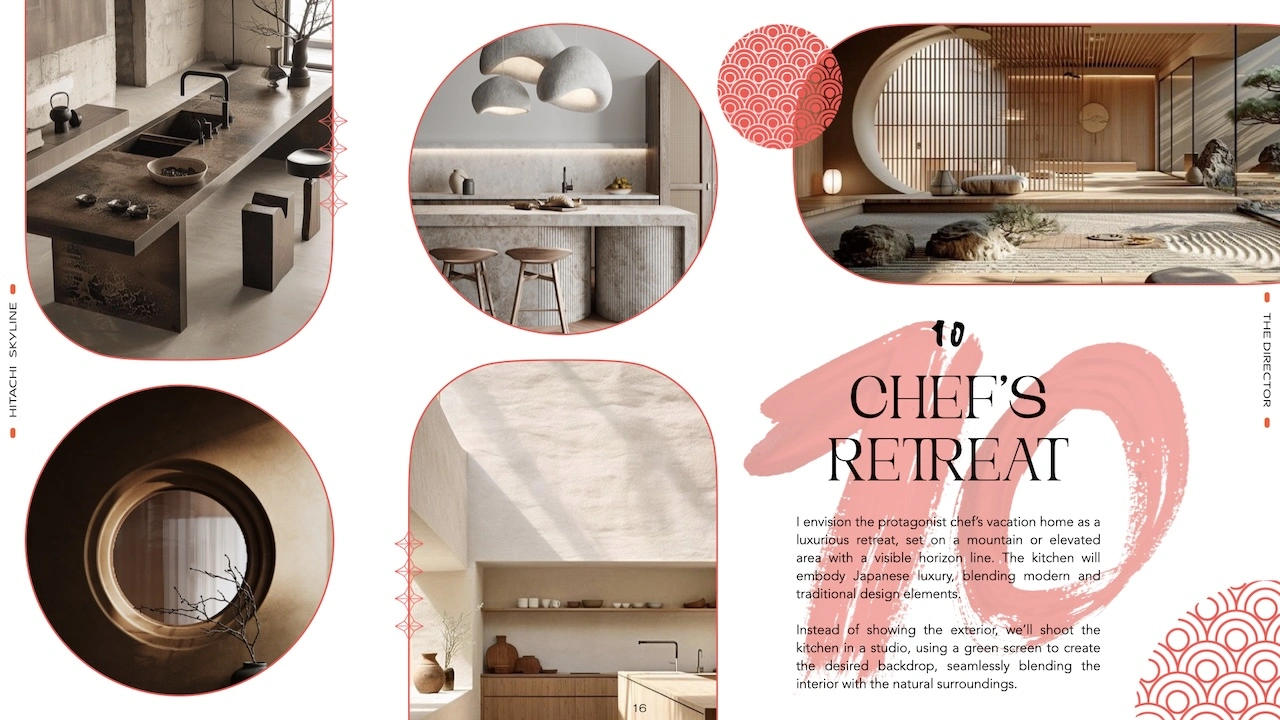 HITACHI SKYLINE
THE DIRECTOR
10
10
CHEF'S
RETREAT
I envision the protagonist chef's vacation home as a
luxurious retreat, set on a mountain or elevated
area with a visible horizon line. The kitchen will
embody Japanese luxury, blending modern and
traditional design elements.
Instead of showing the exterior, we'll shoot the
kitchen in a studio, using a green screen to create
the desired backdrop, seamlessly blending the
interior with the natural surroundings.
16